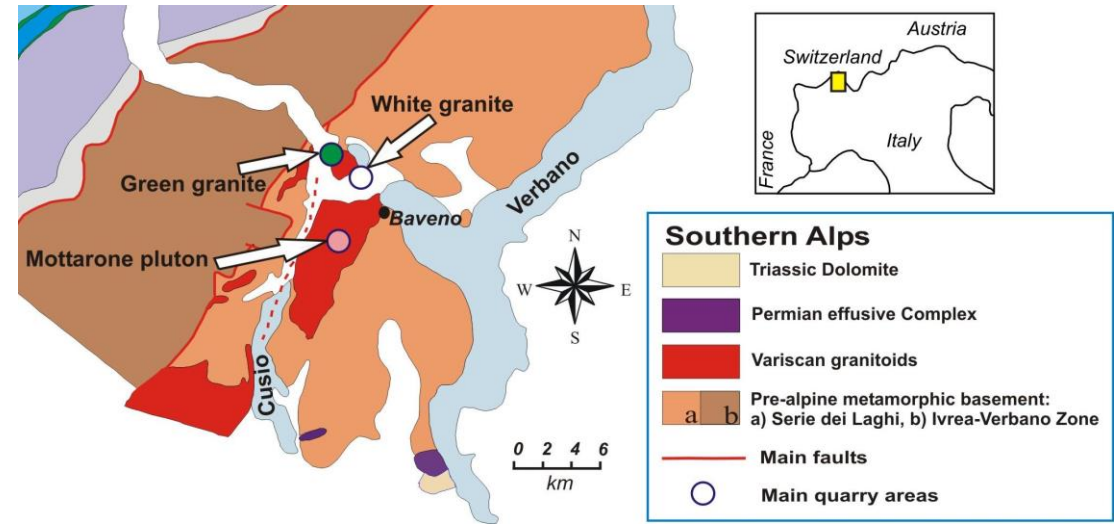 White granite
Green granite
Mottarone pluton
Baveno
Verbano
Cusio
N
W E
S
0 2 4 6
km
Austria
Switzerland
Italy
France
Southern Alps
Triassic Dolomite
Permian effusive Complex
Variscan granitoids
a b
Pre-alpine metamorphic basement:
a) Serie dei Laghi, b) Ivrea-Verbano Zone
Main faults
Main quarry areas